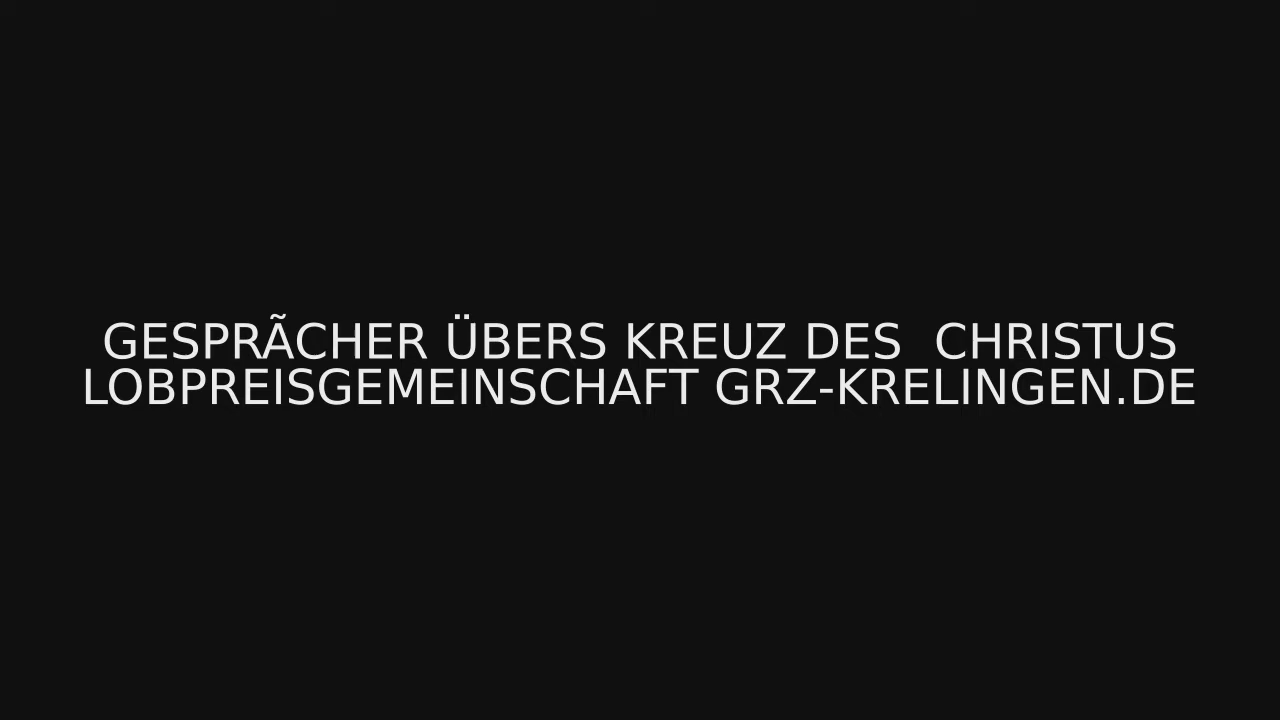 GESPRÃCHER ÜBERS KREUZ DES  CHRISTUS
LOBPREISGEMEINSCHAFT GRZ-KRELINGEN.DE